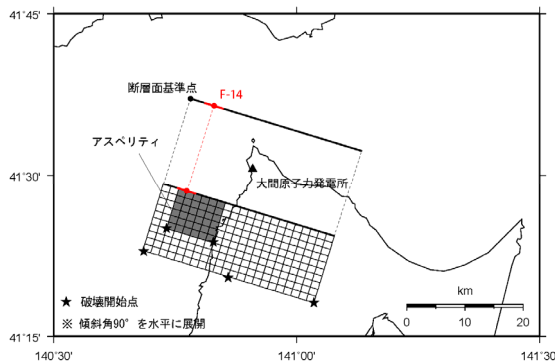 41°45'
断層面基準点
F-14
アスペリティ
41°30'
大間原子力発電所
km
★ 破壊開始点
0 10 20
※ 傾斜角90°を水平に展開
41°15'
140°30' 141°00' 141°30'